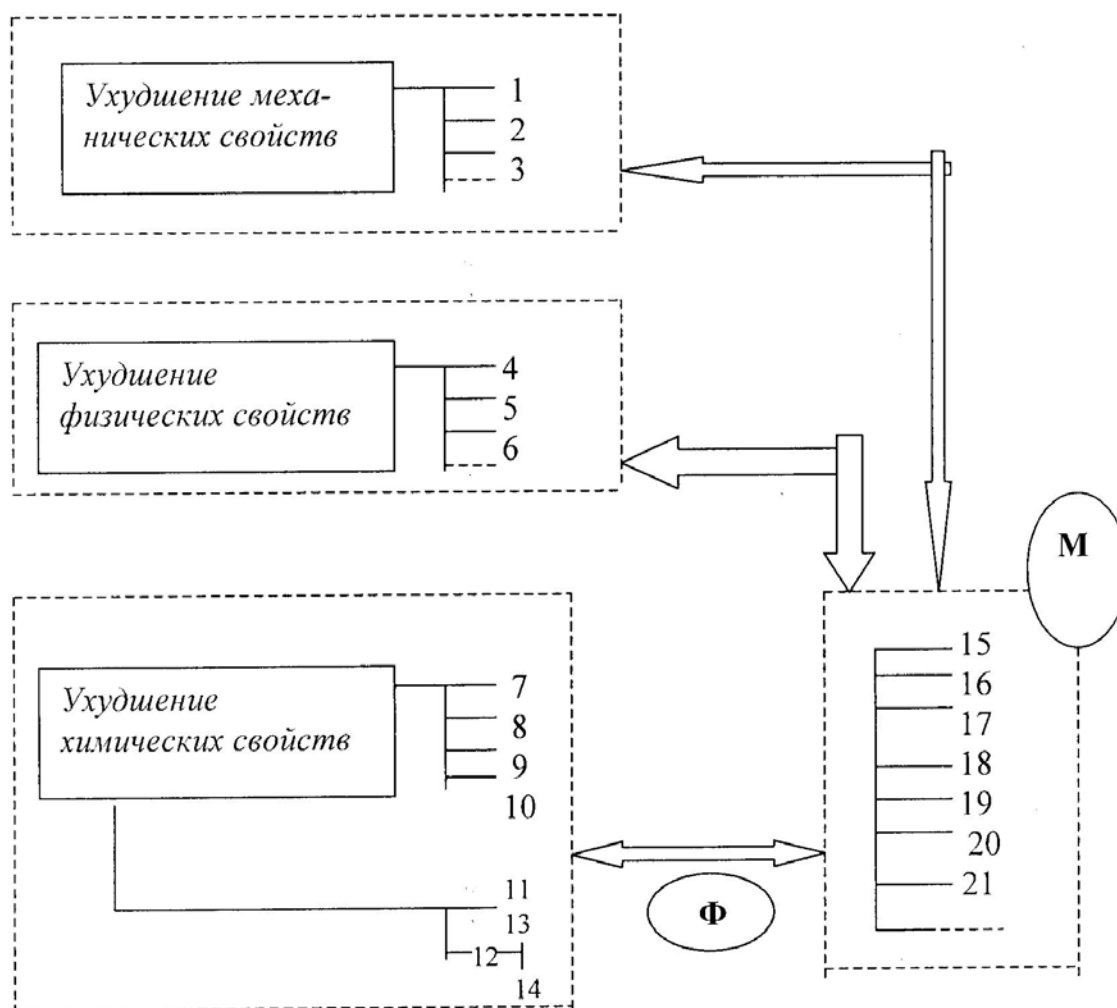 Ухудшение меха-
нических свойств
1
2
3
Ухудшение
физических свойств
4
5
6
М
Ухудшение
химических свойств
7
8
9
10
11
13
12
14
Ф
15
16
17
18
19
20
21